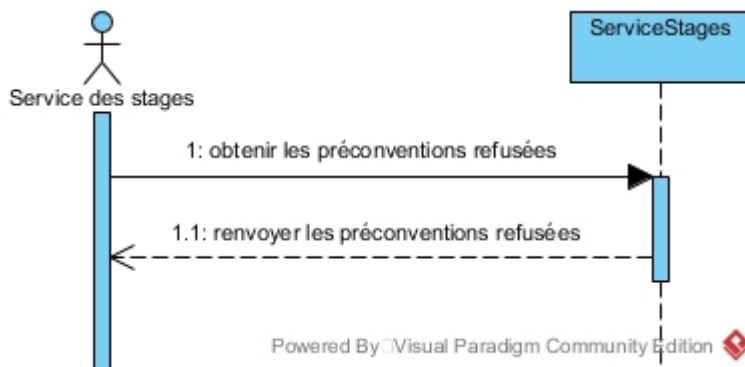 ServiceStages
Service des stages
1: obtenir les préconventions refusées
1.1: renvoyer les préconventions refusées
Powered By Visual Paradigm Community Edition